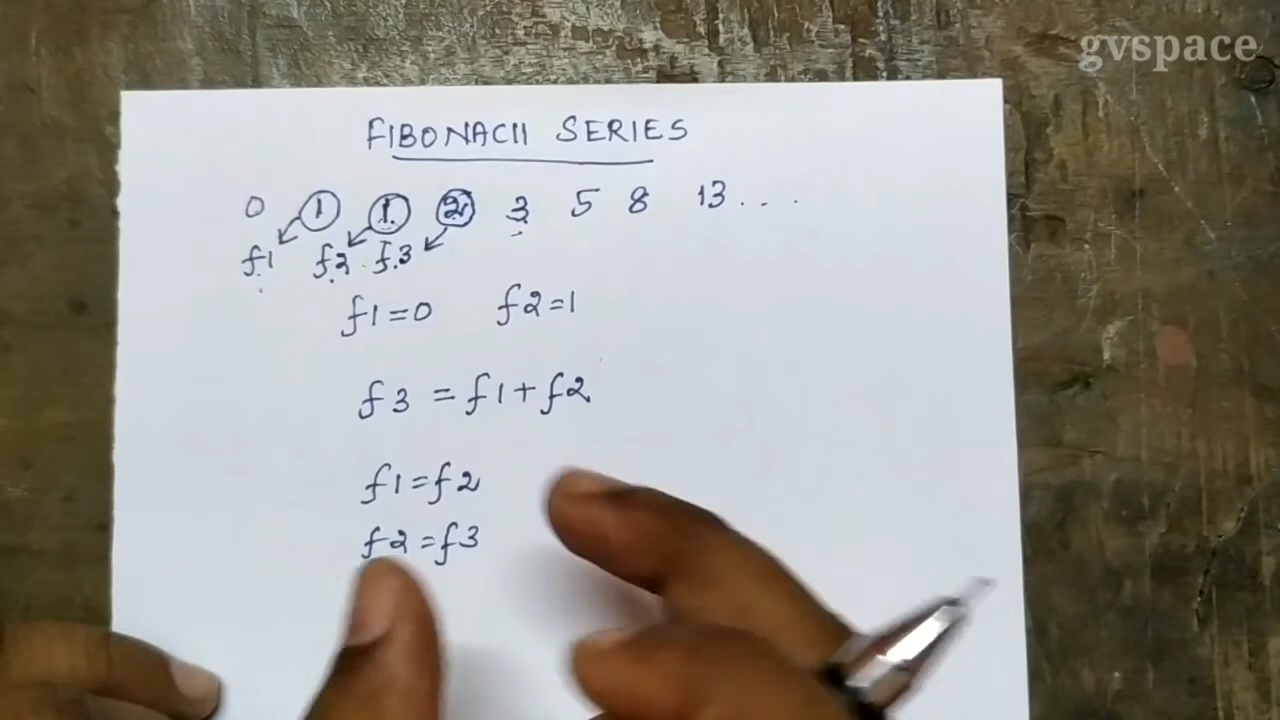 gvspace
FIBONACII SERIES
0 1 1 2 3 5 8 13 . . . .
f1 f2 f3
f1=0 f2=1
f3 = f1+f2
f1=f2
f2=f3